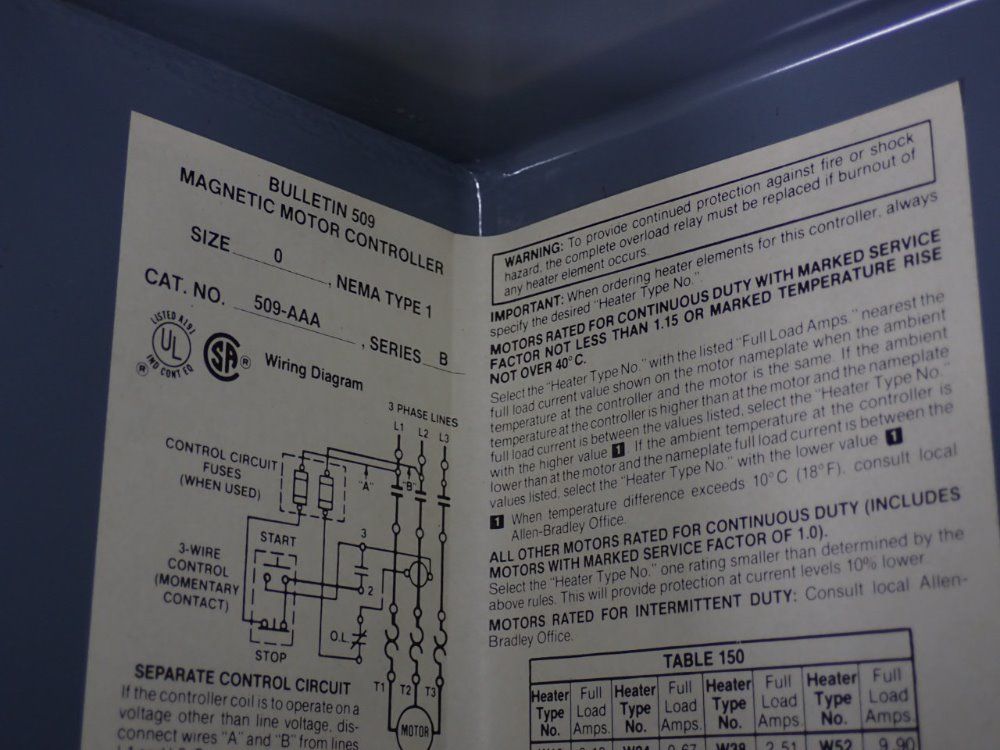 BULLETIN 509
MAGNETIC MOTOR CONTROLLER
SIZE 0, NEMA TYPE 1
CAT. NO. 509-AAA, SERIES B
LISTED A191
UL
IND CONT EQ
®
SA ®
Wiring Diagram
3 PHASE LINES
L1 L2 L3
CONTROL CIRCUIT
FUSES
(WHEN USED)
"A" "B"
START
3
3-WIRE
CONTROL
(MOMENTARY
CONTACT)
2
O.L.
STOP
T1 T2 T3
MOTOR
SEPARATE CONTROL CIRCUIT
If the controller coil is to operate on a
voltage other than line voltage, dis-
connect wires "A" and "B" from lines
WARNING: To provide continued protection against fire or shock
hazard, the complete overload relay must be replaced if burnout of
any heater element occurs.
IMPORTANT: When ordering heater elements for this controller, always
specify the desired "Heater Type No."
MOTORS RATED FOR CONTINUOUS DUTY WITH MARKED SERVICE
FACTOR NOT LESS THAN 1.15 OR MARKED TEMPERATURE RISE
NOT OVER 40°C.
Select the "Heater Type No." with the listed "Full Load Amps." nearest the
full load current value shown on the motor nameplate when the ambient
temperature at the controller and the motor is the same. If the ambient
temperature at the controller is higher than at the motor and the nameplate
full load current is between the values listed, select the "Heater Type No."
with the higher value 1. If the ambient temperature at the controller is
lower than at the motor and the nameplate full load current is between the
values listed, select the "Heater Type No." with the lower value 1
1 When temperature difference exceeds 10°C (18°F), consult local
Allen-Bradley Office.
ALL OTHER MOTORS RATED FOR CONTINUOUS DUTY (INCLUDES
MOTORS WITH MARKED SERVICE FACTOR OF 1.0).
Select the "Heater Type No." one rating smaller than determined by the
above rules. This will provide protection at current levels 10% lower.
MOTORS RATED FOR INTERMITTENT DUTY: Consult local Allen-
Bradley Office.
TABLE 150
Heater Full Heater Full Heater Full Heater Full
Type Load Type Load Type Load Type Load
No. Amps. No. Amps. No. Amps. No. Amps.
0.67 W38 2.51 W52 9.90